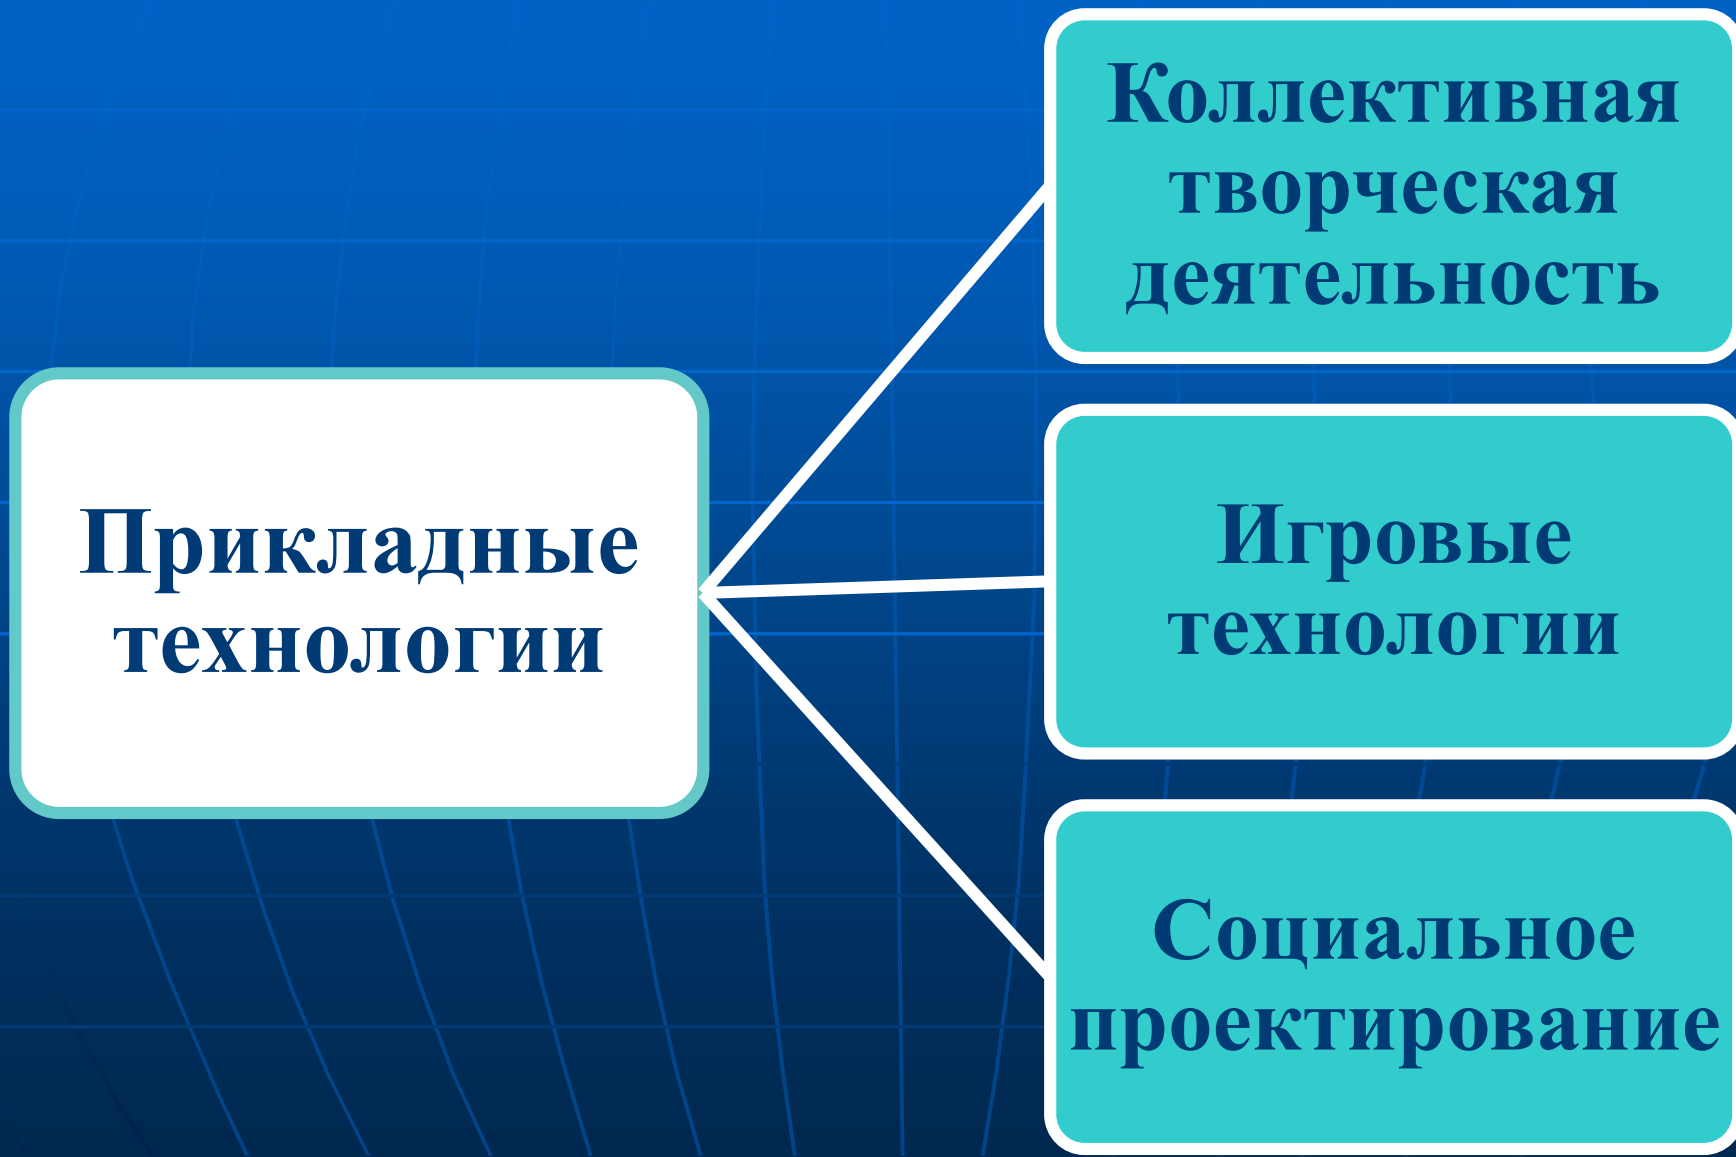 Прикладные
технологии
Коллективная
творческая
деятельность
Игровые
технологии
Социальное
проектирование